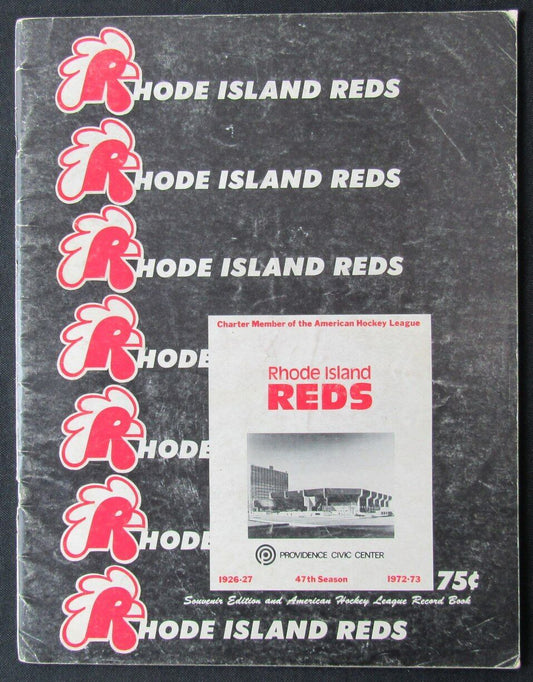 RHODE ISLAND REDS
RHODE ISLAND REDS
RHODE ISLAND REDS
RHODE
RHODE
RHODE
Charter Member of the American Hockey League
Rhode Island
REDS
PROVIDENCE CIVIC CENTER
1926-27 47th Season 1972-73
75¢
Souvenir Edition and American Hockey League Record Book
RHODE ISLAND REDS